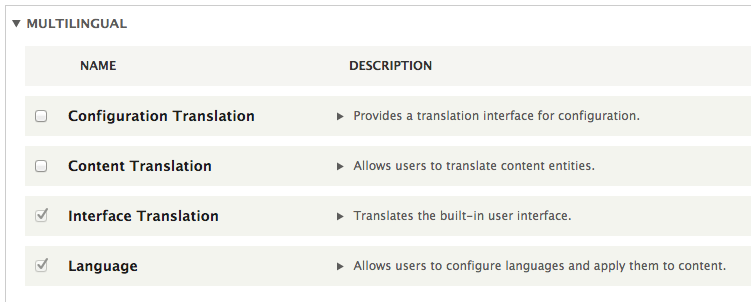 MULTILINGUAL
NAME DESCRIPTION
Configuration Translation Provides a translation interface for configuration.
Content Translation Allows users to translate content entities.
Interface Translation Translates the built-in user interface.
Language Allows users to configure languages and apply them to content.